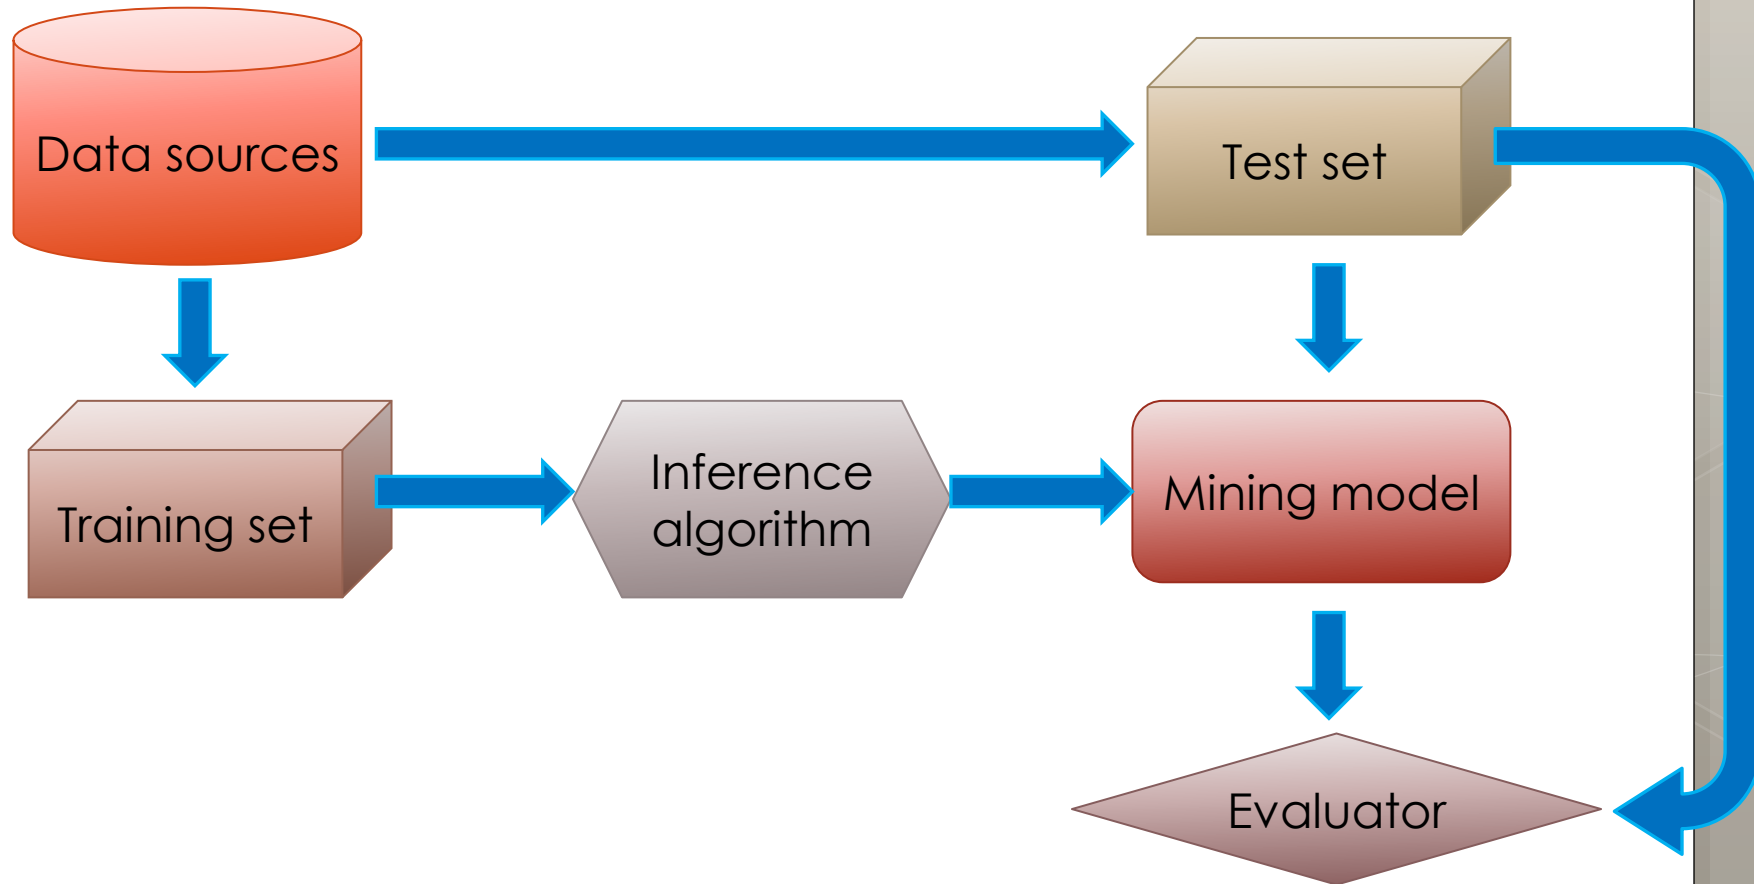 Data sources
Test set
Training set
Inference
algorithm
Mining model
Evaluator